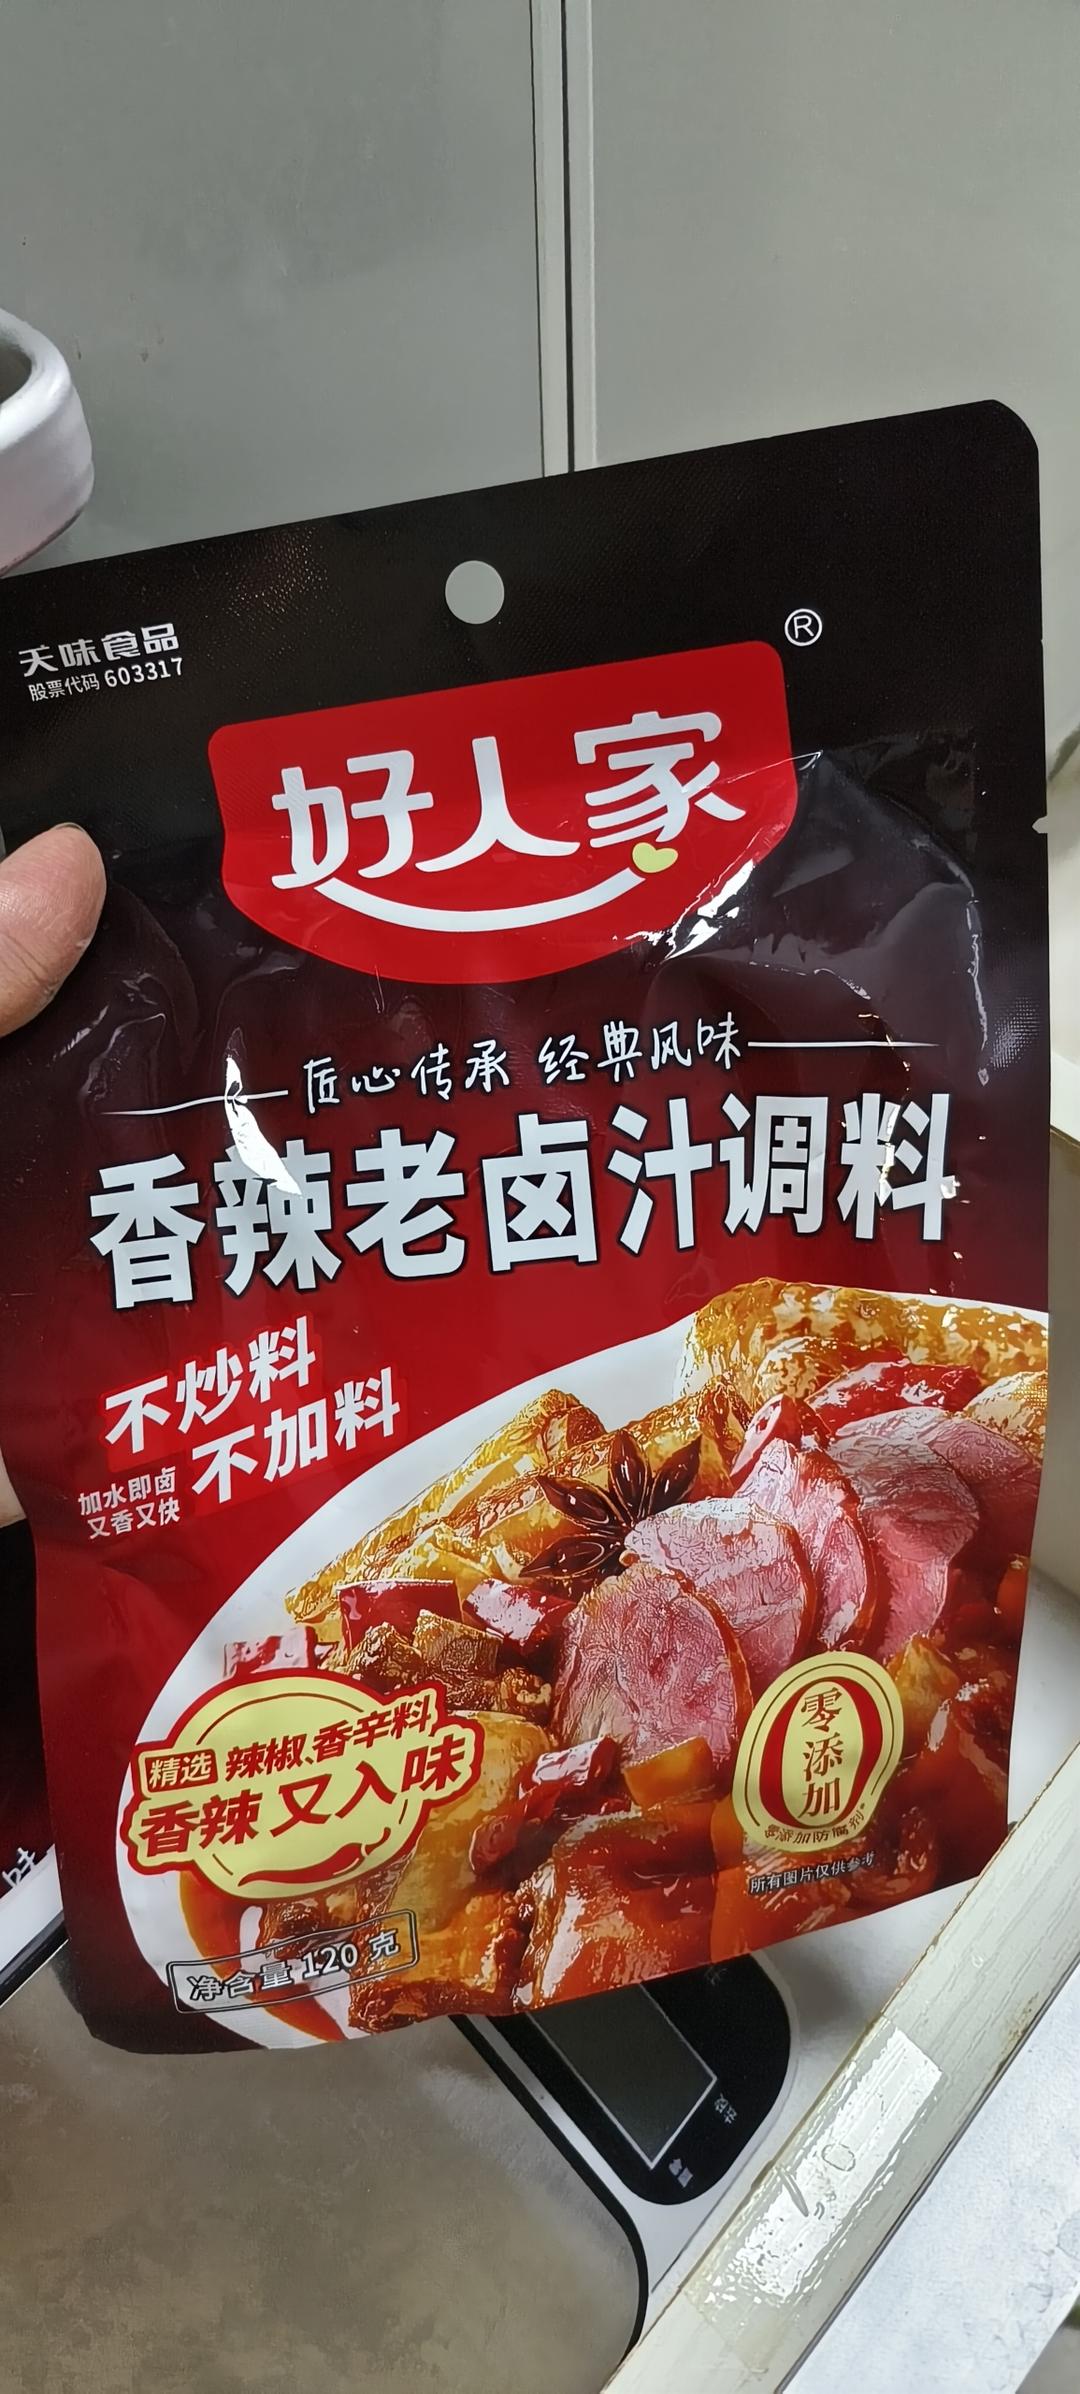 天味食品
股票代码 603317
®
好人家
匠心传承 经典风味
香辣老卤汁调料
不炒料
不加料
加水即卤
又香又快
精选 辣椒、香辛料
香辣又入味
零添加
所有图片仅供参考
净含量 120 克
味